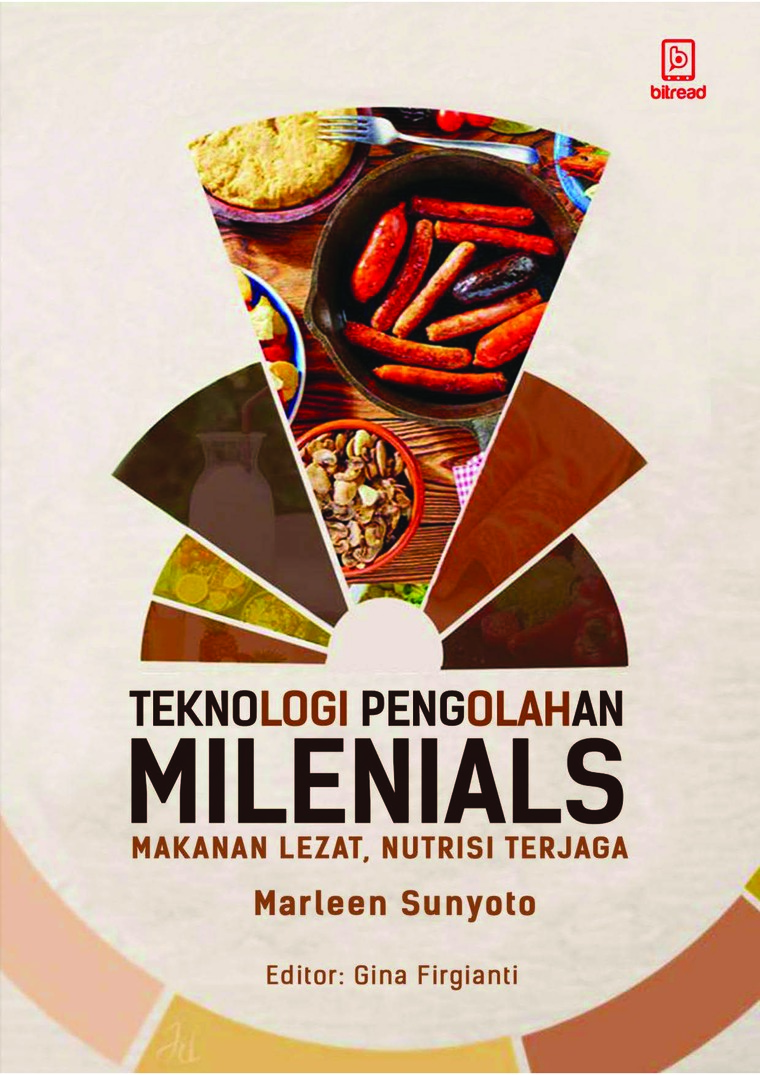 bitread
TEKNOLOGI PENGOLAHAN
MILENIALS
MAKANAN LEZAT, NUTRISI TERJAGA
Marleen Sunyoto
Editor: Gina Firgianti